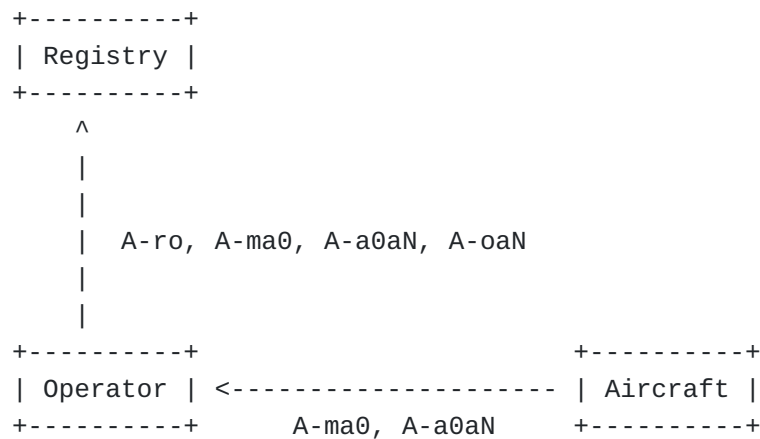 +----------+
| Registry |
+----------+
^
|
|
| A-ro, A-ma0, A-a0aN, A-oaN
|
|
+----------+ +----------+
| Operator | <--------------------- | Aircraft |
+----------+ A-ma0, A-a0aN +----------+